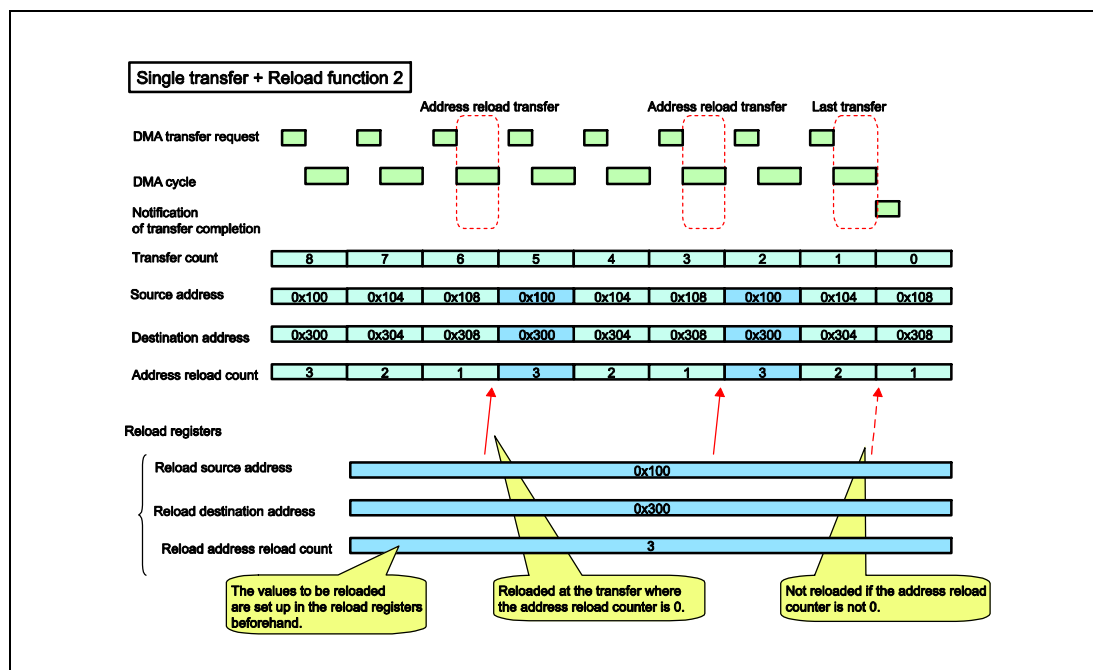 Single transfer + Reload function 2
Address reload transfer Address reload transfer Last transfer
DMA transfer request
DMA cycle
Notification
of transfer completion
Transfer count 8 7 6 5 4 3 2 1 0
Source address 0x100 0x104 0x108 0x100 0x104 0x108 0x100 0x104 0x108
Destination address 0x300 0x304 0x308 0x300 0x304 0x308 0x300 0x304 0x308
Address reload count 3 2 1 3 2 1 3 2 1
Reload registers
Reload source address 0x100
Reload destination address 0x300
Reload address reload count 3
The values to be reloaded
are set up in the reload registers
beforehand.
Reloaded at the transfer where
the address reload counter is 0.
Not reloaded if the address reload
counter is not 0.